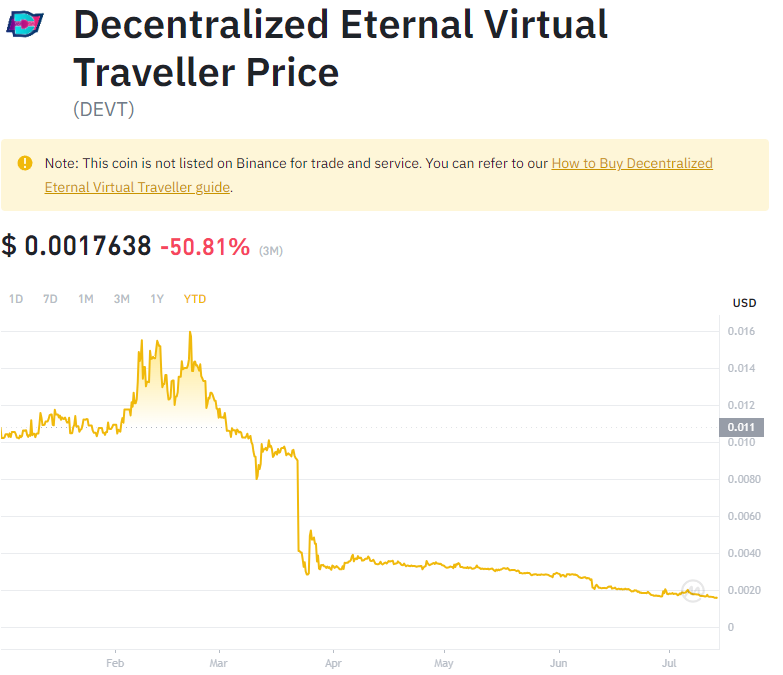 Decentralized Eternal Virtual
Traveller Price
(DEVT)
Note: This coin is not listed on Binance for trade and service. You can refer to our How to Buy Decentralized
Eternal Virtual Traveller guide.
$ 0.0017638 -50.81% (3M)
1D 7D 1M 3M 1Y YTD
USD
0.016
0.014
0.012
0.011
0.010
0.0080
0.0060
0.0040
0.0020
0
Feb Mar Apr May Jun Jul